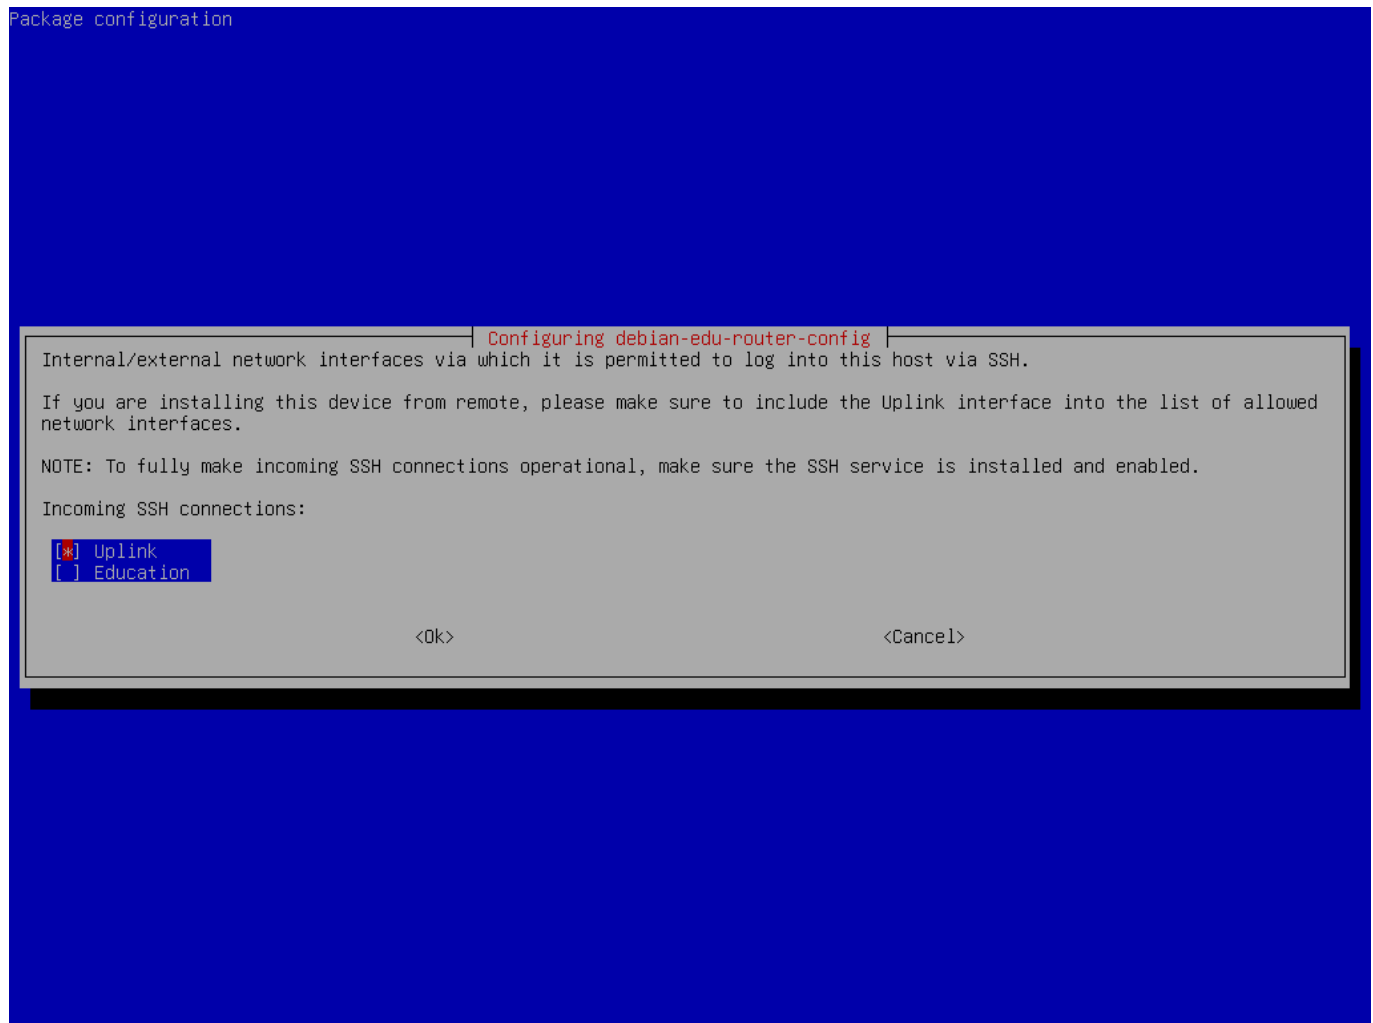 Package configuration
Configuring debian-edu-router-config
Internal/external network interfaces via which it is permitted to log into this host via SSH.
If you are installing this device from remote, please make sure to include the Uplink interface into the list of allowed
network interfaces.
NOTE: To fully make incoming SSH connections operational, make sure the SSH service is installed and enabled.
Incoming SSH connections:
[*] Uplink
[ ] Education
<Ok> <Cancel>